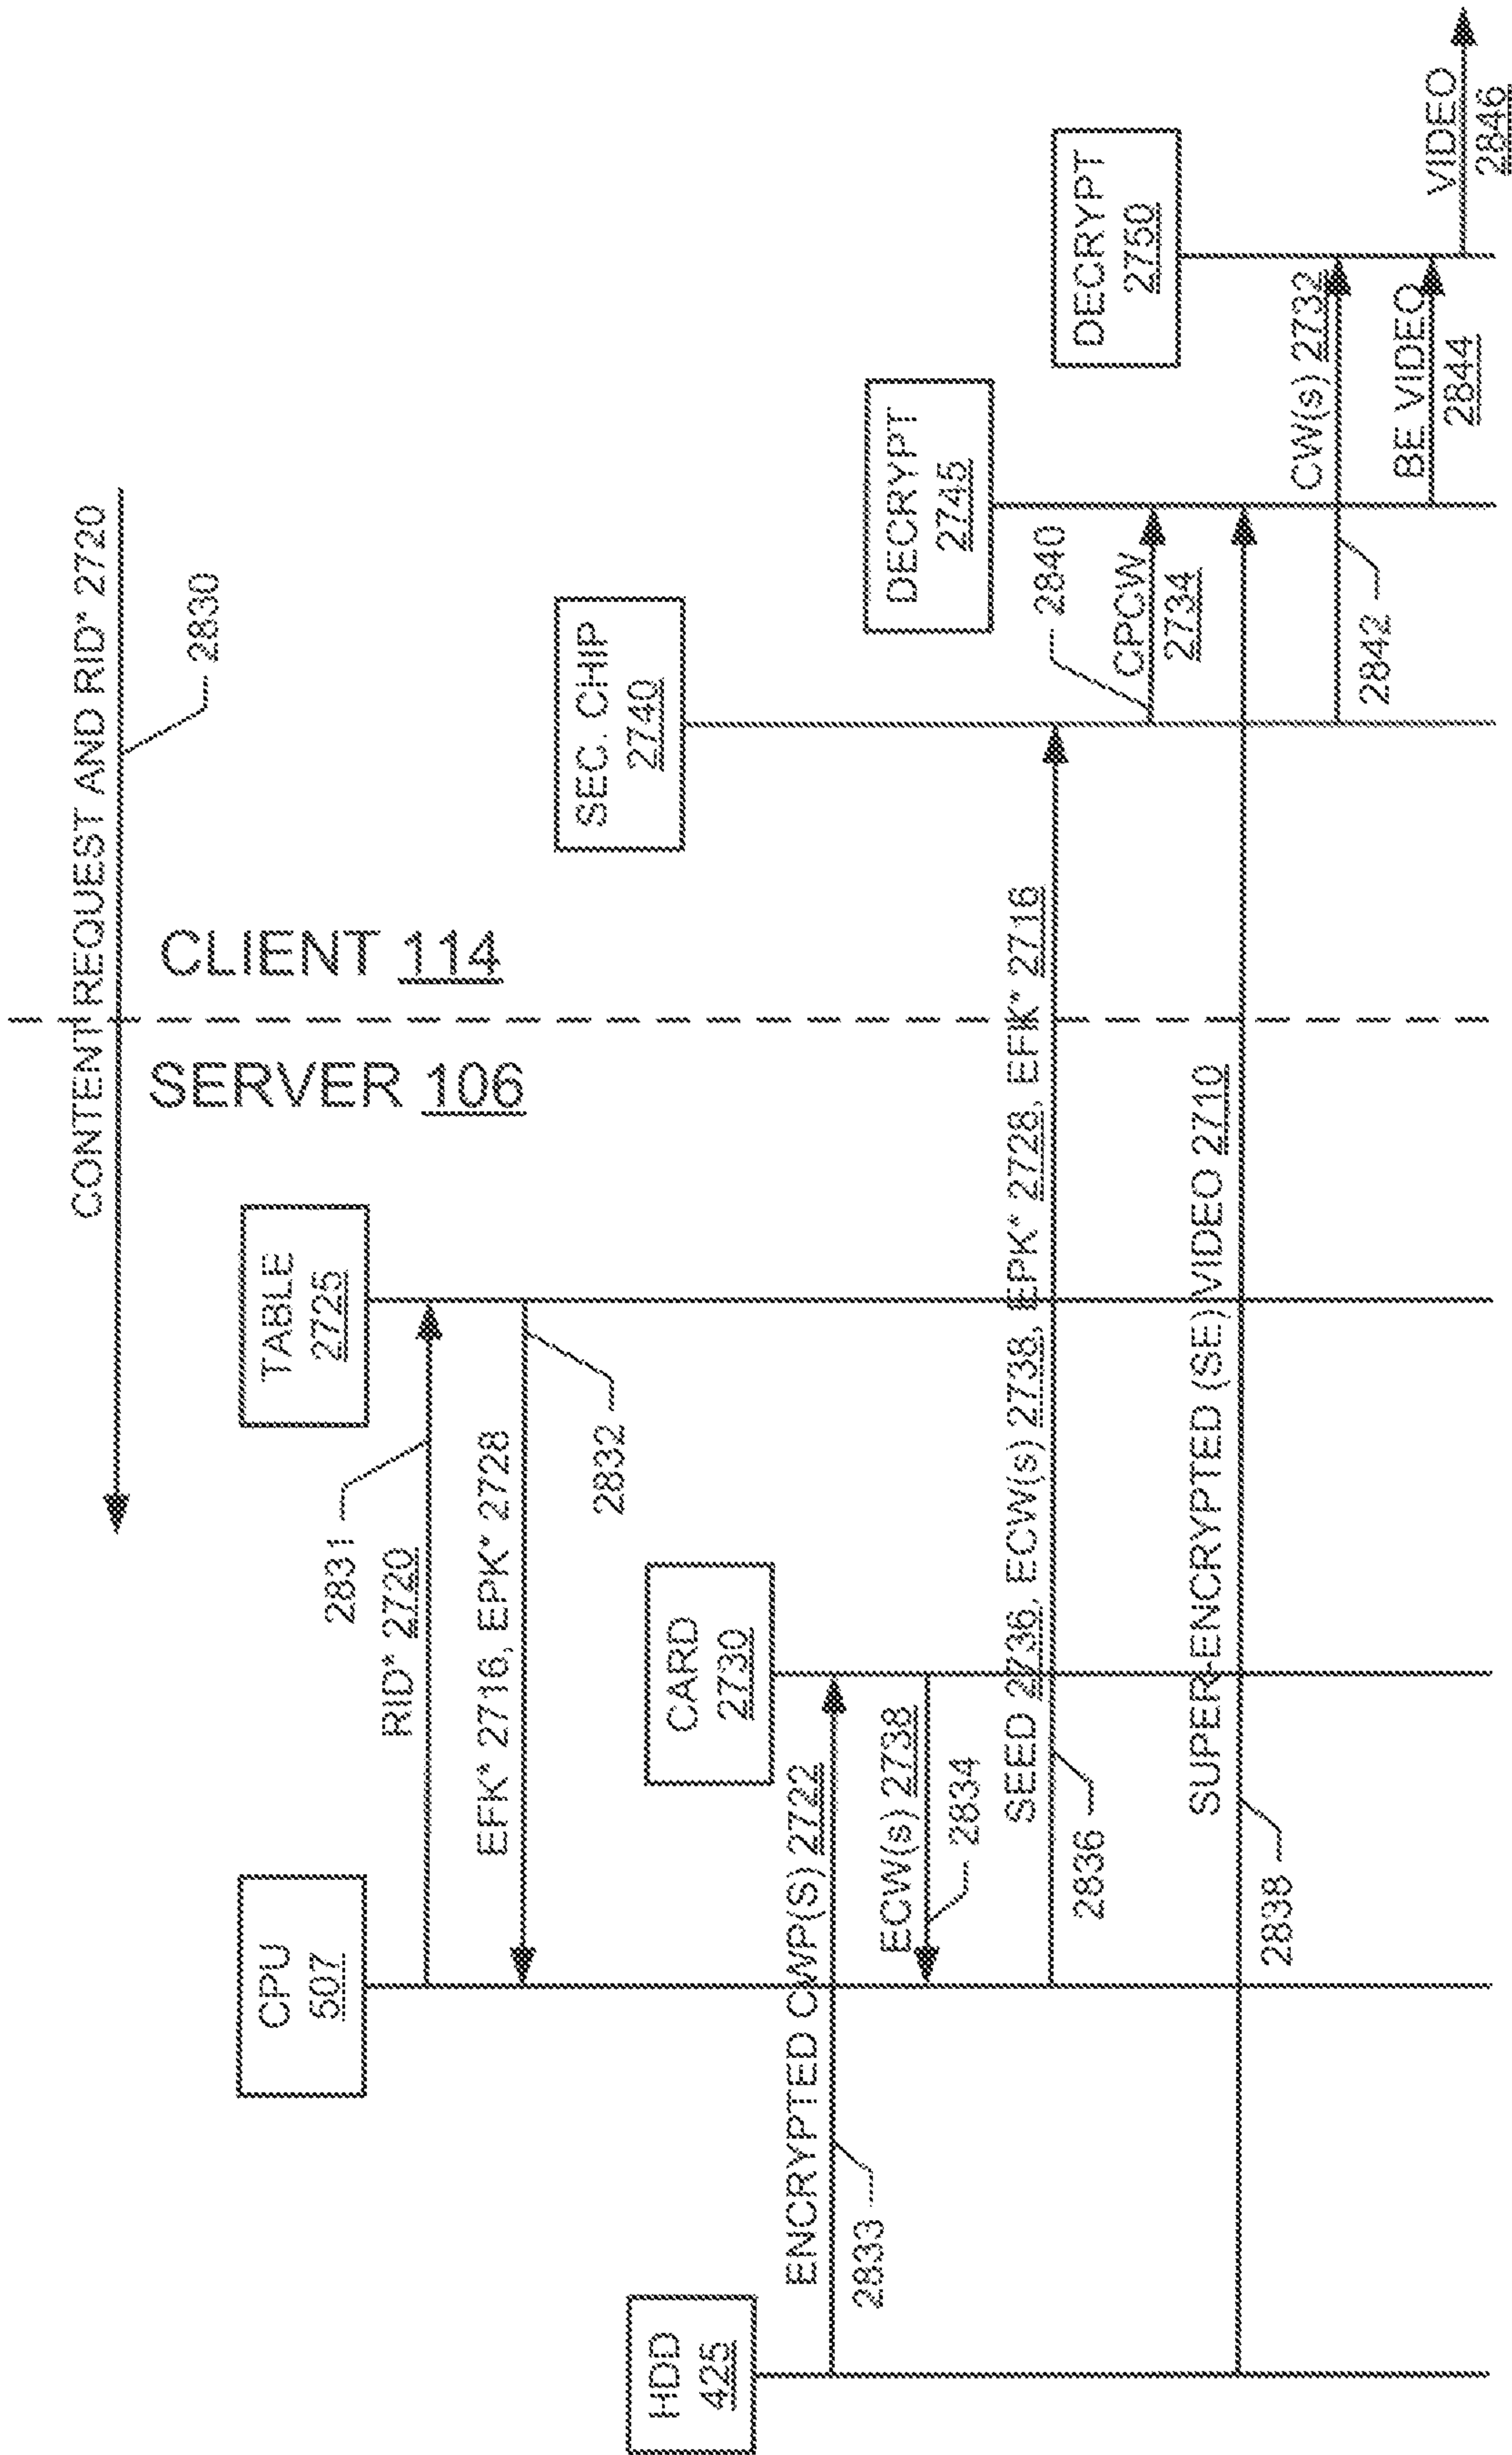 CONTENT REQUEST AND RID* 2720
2830
CLIENT 114
SERVER 106
TABLE
2725
CPU
507
2831
RID* 2720
EFK* 2716, EPK* 2728
2832
SEC. CHIP
2740
CARD
2730
HDD
425
ENCRYPTED CWP(S) 2722
2833
DECRYPT
2745
ECW(s) 2738
2834
SEED 2736, ECW(s) 2738, EPK* 2728, EFK* 2716
2836
DECRYPT
2750
2840
CPCW
2734
SUPER-ENCRYPTED (SE) VIDEO 2710
2838
CW(s) 2732
2842
BE VIDEO
2844
VIDEO
2846